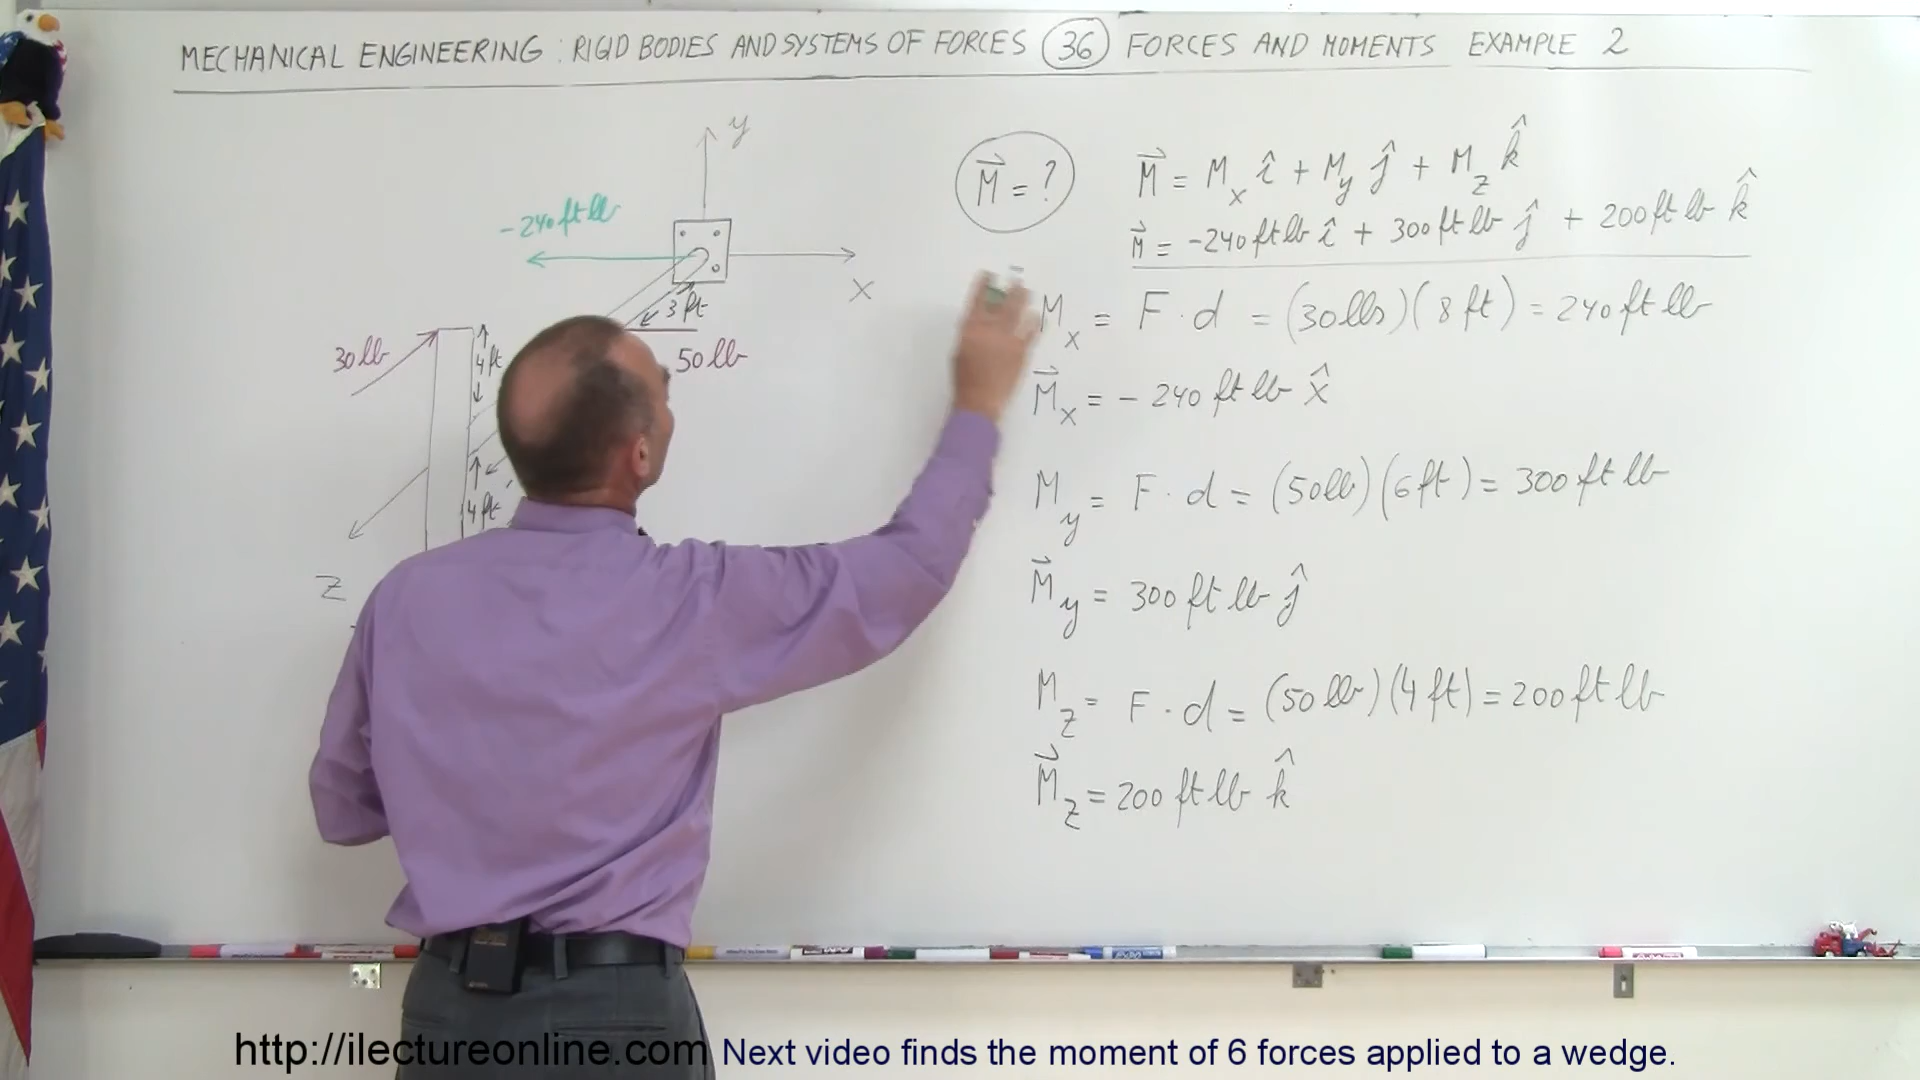 MECHANICAL ENGINEERING : RIGID BODIES AND SYSTEMS OF FORCES 36 FORCES AND MOMENTS EXAMPLE 2
y
-240 ft lb
x
3 ft
50 lb
30 lb
4 ft
4 ft
z
M⃗ = ?
M⃗ = Mx î + My ĵ + Mz k̂
M⃗ = -240 ft lb î + 300 ft lb ĵ + 200 ft lb k̂
Mx = F · d = (30 lbs)(8 ft) = 240 ft lb
M⃗x = - 240 ft lb x̂
My = F · d = (50 lb)(6 ft) = 300 ft lb
M⃗y = 300 ft lb ĵ
Mz = F · d = (50 lb)(4 ft) = 200 ft lb
M⃗z = 200 ft lb k̂
http://ilectureonline.com Next video finds the moment of 6 forces applied to a wedge.